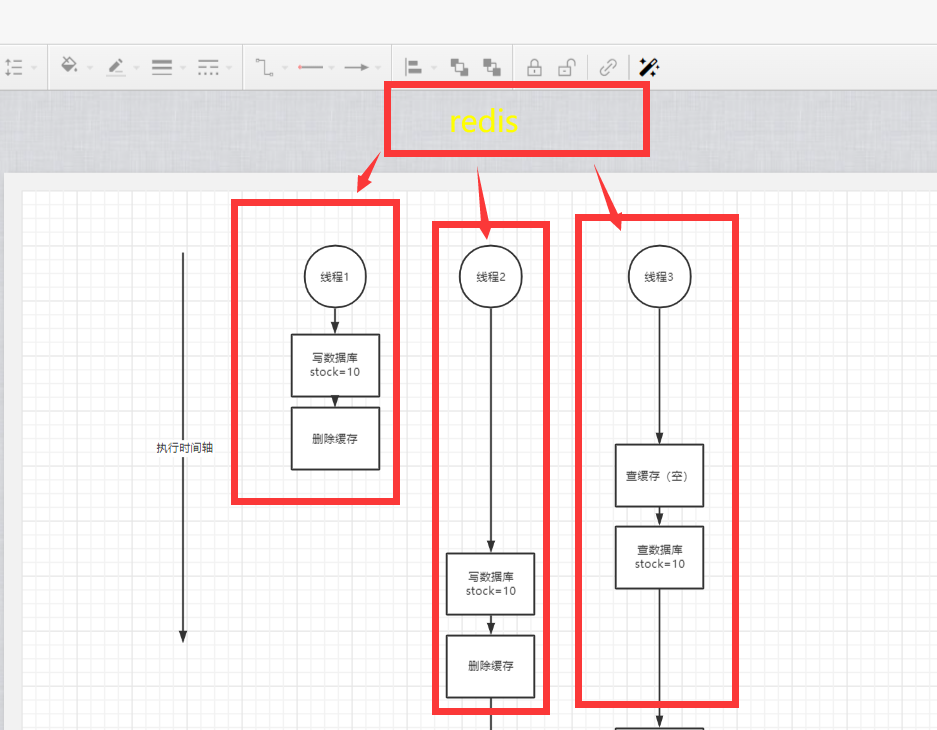 redis
线程1
线程2
线程3
写数据库
stock=10
删除缓存
执行时间轴
查缓存（空）
查数据库
stock=10
写数据库
stock=10
删除缓存